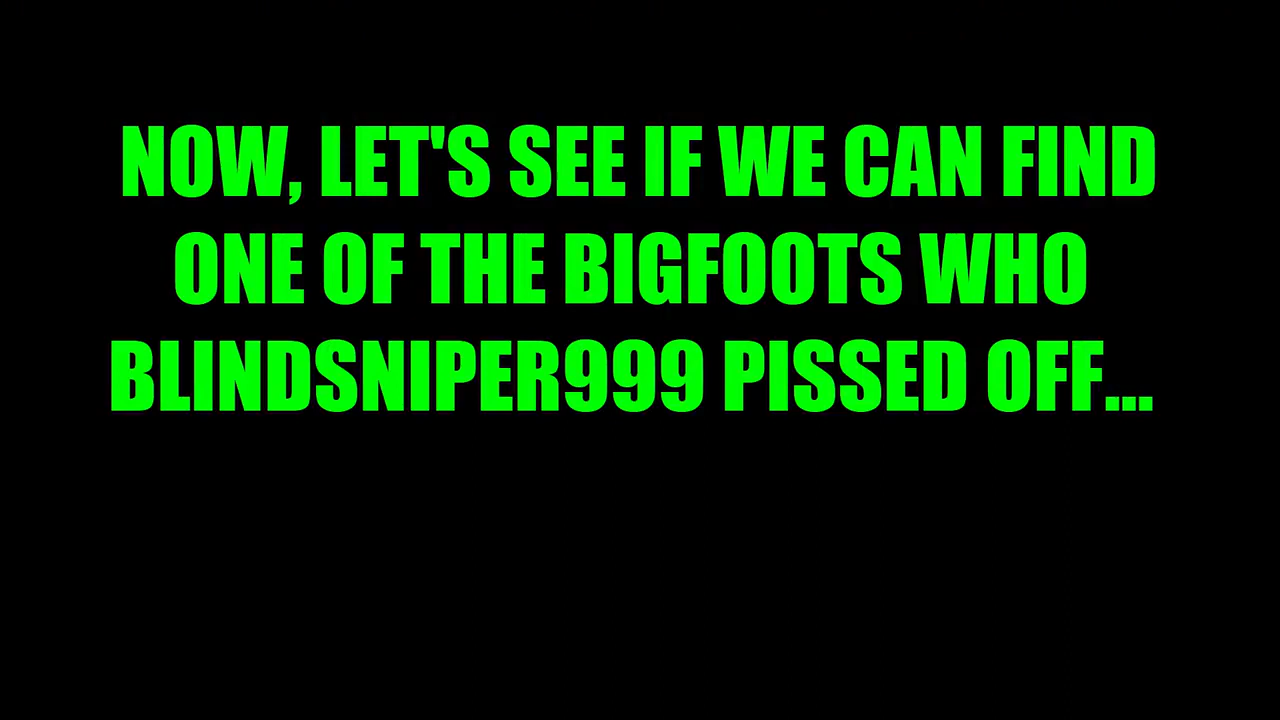 NOW, LET'S SEE IF WE CAN FIND
ONE OF THE BIGFOOTS WHO
BLINDSNIPER999 PISSED OFF...